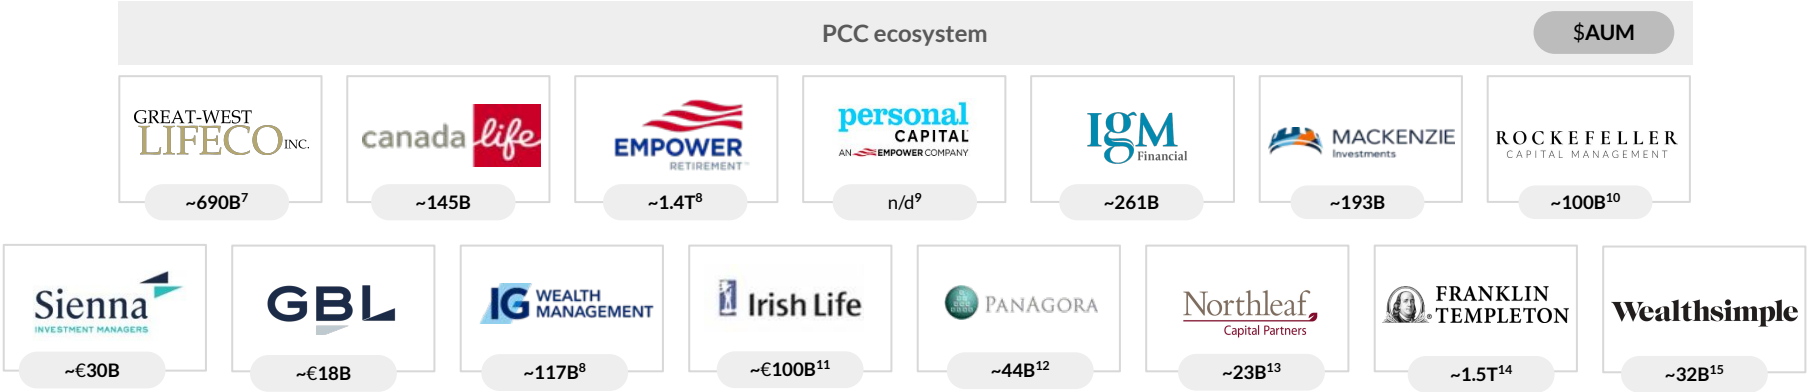 PCC ecosystem
$AUM
GREAT-WEST
LIFECO INC.
~690B⁷
canada life
~145B
EMPOWER
RETIREMENT™
~1.4T⁸
personal
CAPITAL
AN EMPOWER COMPANY
n/d⁹
IGM
Financial
~261B
MACKENZIE
Investments
~193B
ROCKEFELLER
CAPITAL MANAGEMENT
~100B¹⁰
Sienna
INVESTMENT MANAGERS
~€30B
GBL
~€18B
IG WEALTH
MANAGEMENT
~117B⁸
Irish Life
~€100B¹¹
PANAGORA
~44B¹²
Northleaf
Capital Partners
~23B¹³
FRANKLIN
TEMPLETON
~1.5T¹⁴
Wealthsimple
~32B¹⁵